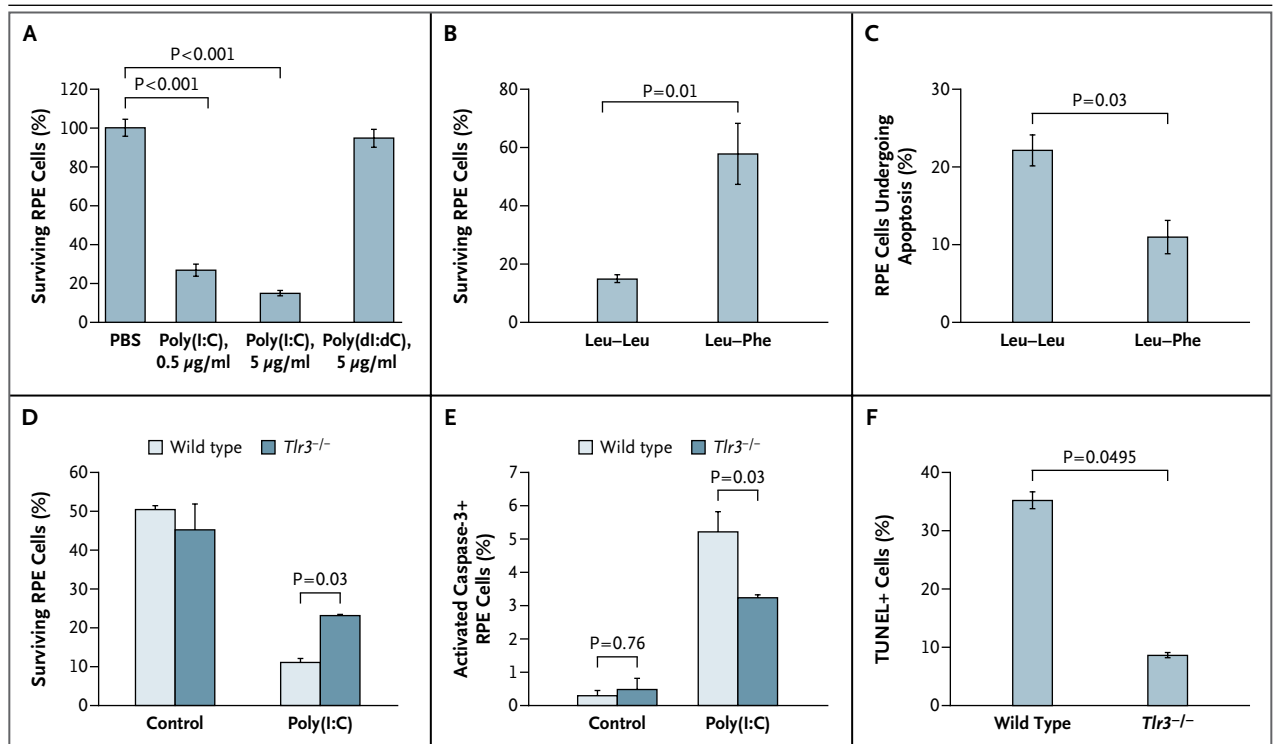 A
P<0.001
P<0.001
Surviving RPE Cells (%)
120
100
80
60
40
20
0
PBS
Poly(I:C), 0.5 µg/ml
Poly(I:C), 5 µg/ml
Poly(dI:dC), 5 µg/ml
B
P=0.01
Surviving RPE Cells (%)
80
60
40
20
0
Leu–Leu
Leu–Phe
C
P=0.03
RPE Cells Undergoing
Apoptosis (%)
30
20
10
0
Leu–Leu
Leu–Phe
D
Wild type
Tlr3−/−
Surviving RPE Cells (%)
60
50
40
30
20
10
0
P=0.03
Control
Poly(I:C)
E
Wild type
Tlr3−/−
Activated Caspase-3+
RPE Cells (%)
7
6
5
4
3
2
1
0
P=0.76
P=0.03
Control
Poly(I:C)
F
P=0.0495
TUNEL+ Cells (%)
40
30
20
10
0
Wild Type
Tlr3−/−